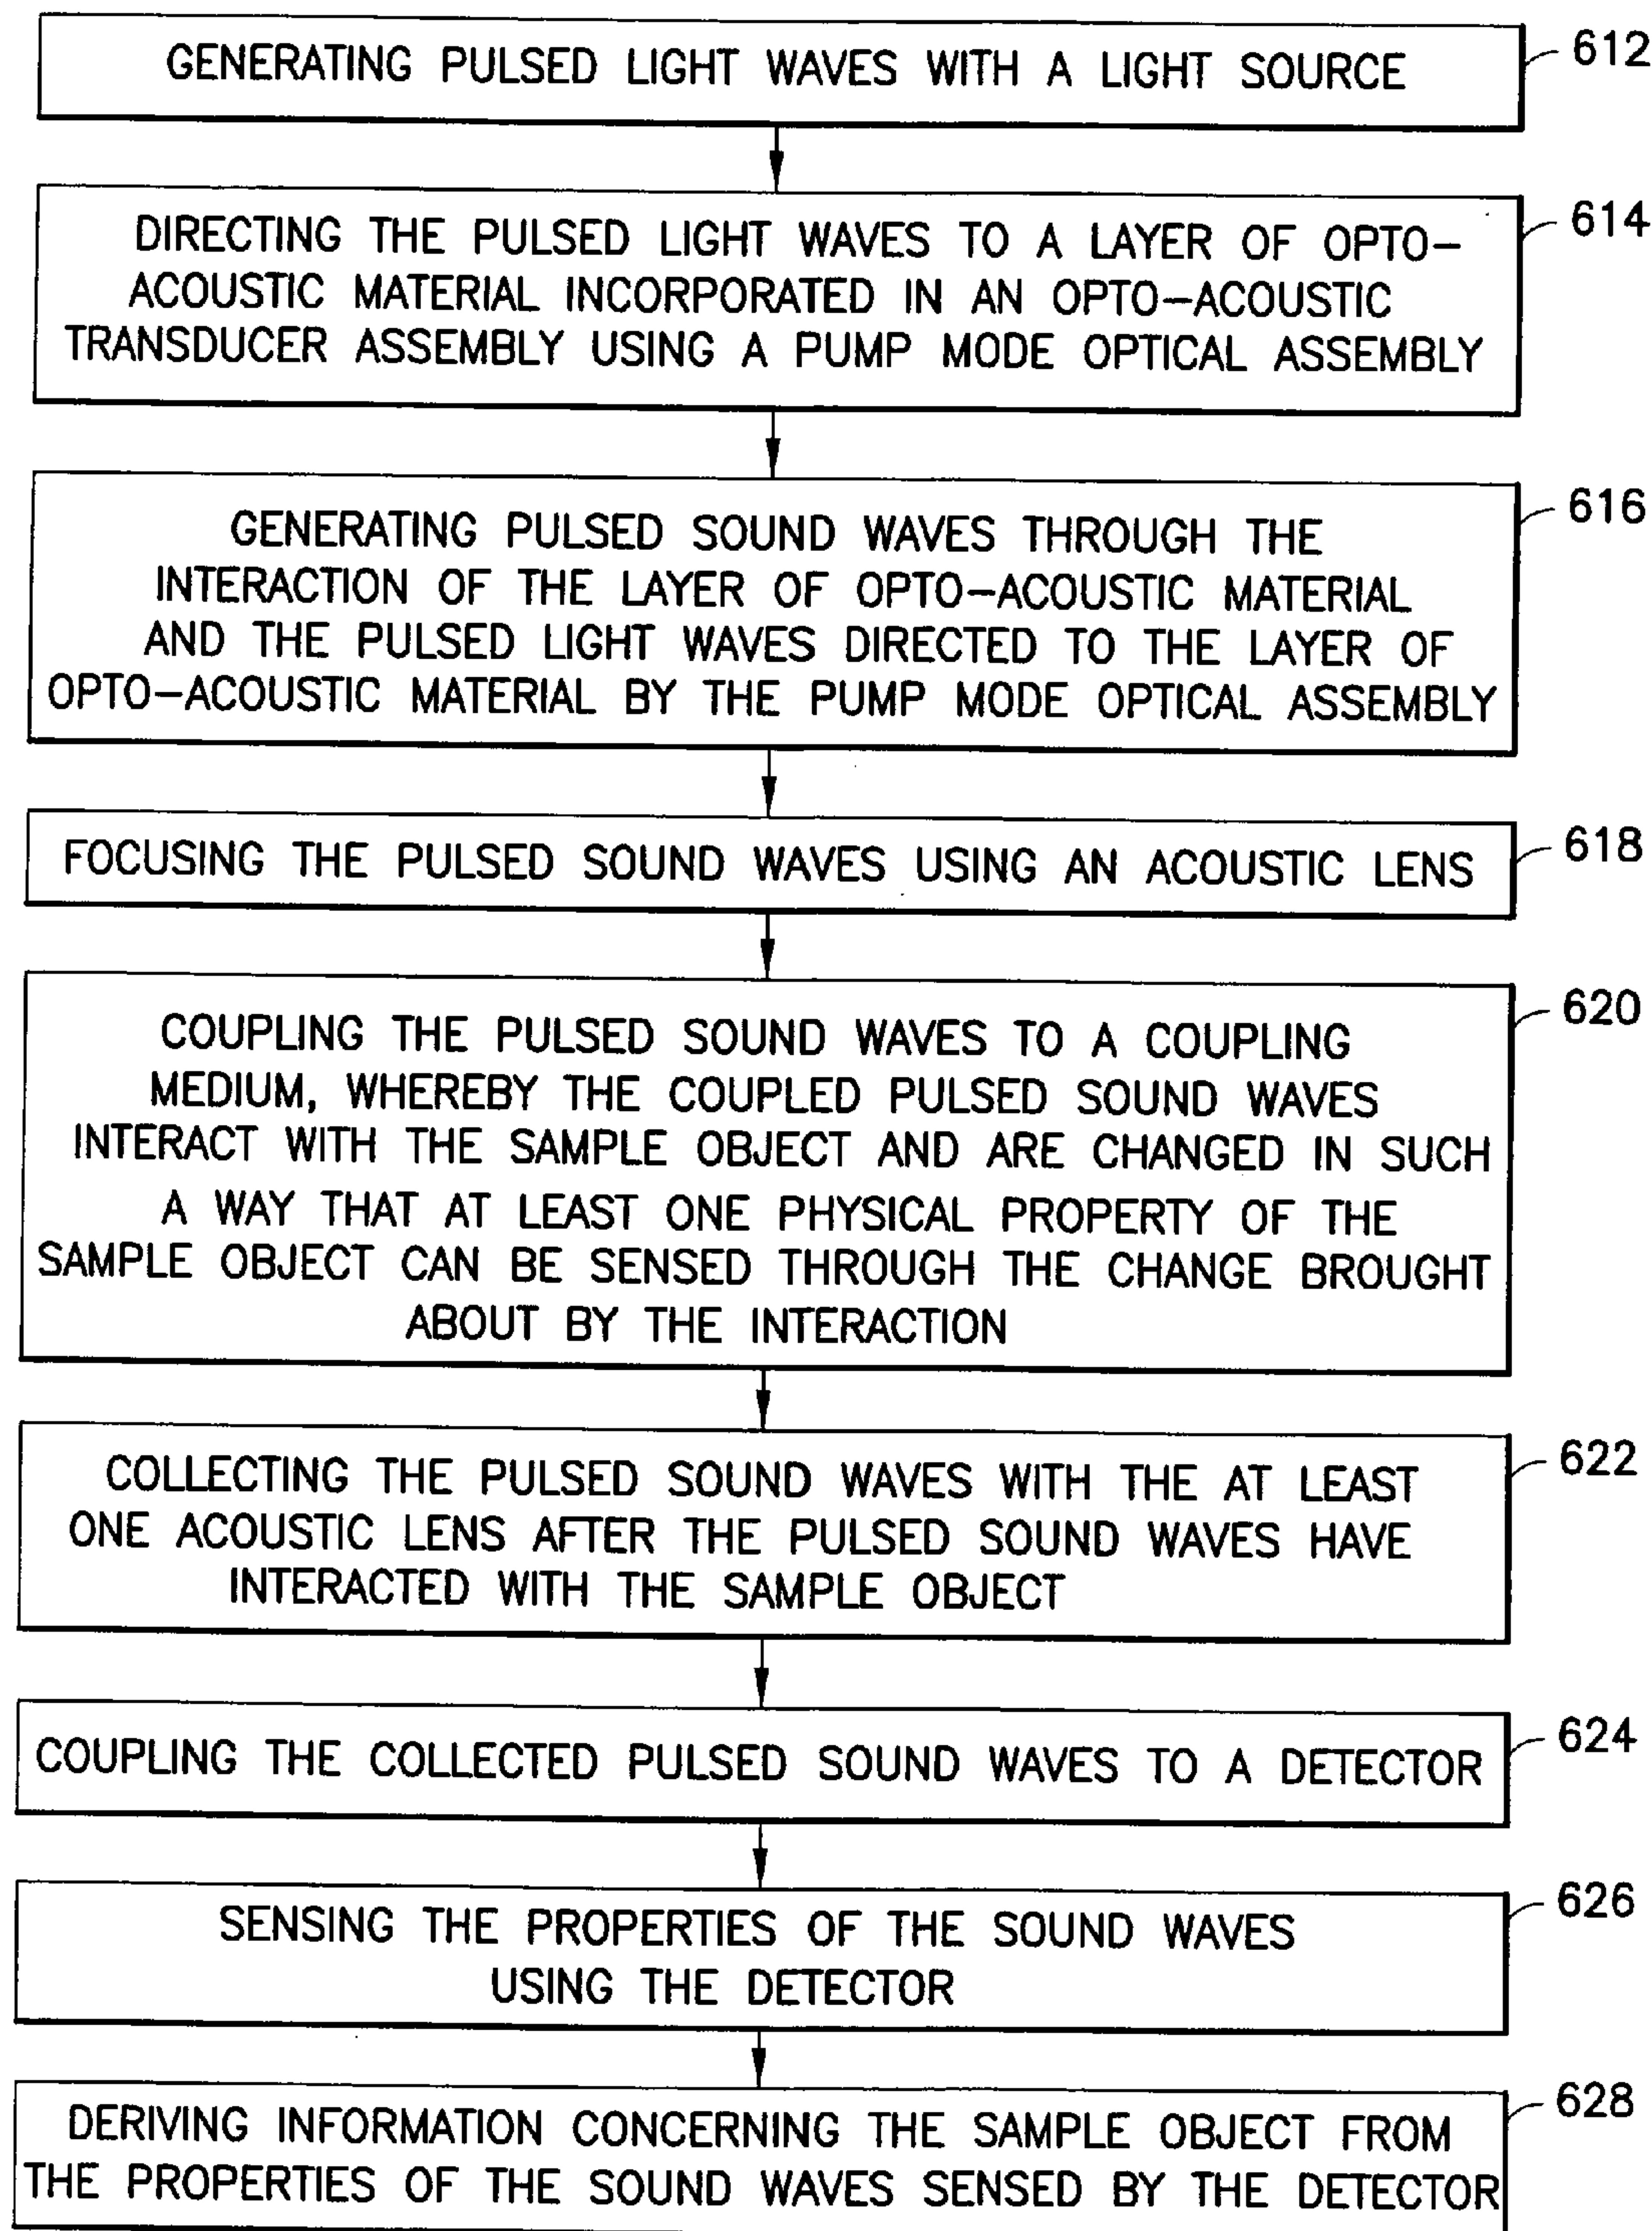 GENERATING PULSED LIGHT WAVES WITH A LIGHT SOURCE
612
DIRECTING THE PULSED LIGHT WAVES TO A LAYER OF OPTO-
ACOUSTIC MATERIAL INCORPORATED IN AN OPTO-ACOUSTIC
TRANSDUCER ASSEMBLY USING A PUMP MODE OPTICAL ASSEMBLY
614
GENERATING PULSED SOUND WAVES THROUGH THE
INTERACTION OF THE LAYER OF OPTO-ACOUSTIC MATERIAL
AND THE PULSED LIGHT WAVES DIRECTED TO THE LAYER OF
OPTO-ACOUSTIC MATERIAL BY THE PUMP MODE OPTICAL ASSEMBLY
616
FOCUSING THE PULSED SOUND WAVES USING AN ACOUSTIC LENS
618
COUPLING THE PULSED SOUND WAVES TO A COUPLING
MEDIUM, WHEREBY THE COUPLED PULSED SOUND WAVES
INTERACT WITH THE SAMPLE OBJECT AND ARE CHANGED IN SUCH
A WAY THAT AT LEAST ONE PHYSICAL PROPERTY OF THE
SAMPLE OBJECT CAN BE SENSED THROUGH THE CHANGE BROUGHT
ABOUT BY THE INTERACTION
620
COLLECTING THE PULSED SOUND WAVES WITH THE AT LEAST
ONE ACOUSTIC LENS AFTER THE PULSED SOUND WAVES HAVE
INTERACTED WITH THE SAMPLE OBJECT
622
COUPLING THE COLLECTED PULSED SOUND WAVES TO A DETECTOR
624
SENSING THE PROPERTIES OF THE SOUND WAVES
USING THE DETECTOR
626
DERIVING INFORMATION CONCERNING THE SAMPLE OBJECT FROM
THE PROPERTIES OF THE SOUND WAVES SENSED BY THE DETECTOR
628